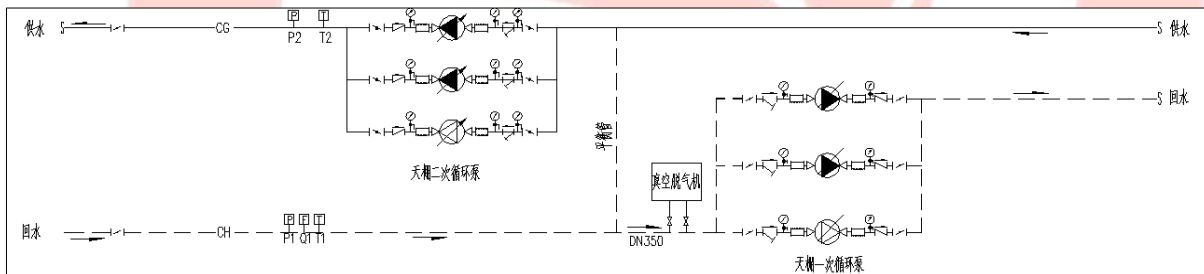 P T
供水 S CG P2 T2 S 供水
S 回水
平衡管
天棚二次循环泵
真空脱气机
P F T
回水 CH P1 Q1 T1 DN350
天棚一次循环泵